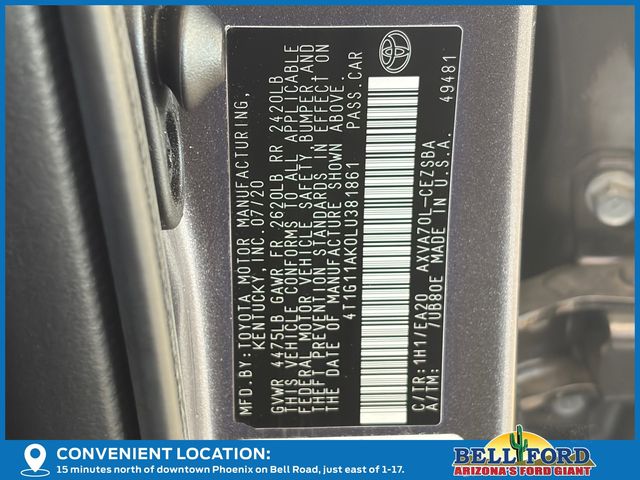 MFD.BY: TOYOTA MOTOR MANUFACTURING,
KENTUCKY, INC. 07/20
GVWR 4475LB GAWR FR 2620LB RR 2420LB
THIS VEHICLE CONFORMS TO ALL APPLICABLE
FEDERAL MOTOR VEHICLE SAFETY, BUMPER AND
THEFT PREVENTION STANDARDS IN EFFECT ON
THE DATE OF MANUFACTURE SHOWN ABOVE.
4T1G11AK0LU381861 PASS.CAR
C/TR: 1H1/EA20 AXVA70L-CEZSBA
A/TM: /UB80E MADE IN U.S.A. 49481
CONVENIENT LOCATION:
15 minutes north of downtown Phoenix on Bell Road, just east of 1-17.
BELL FORD
ARIZONA'S FORD GIANT